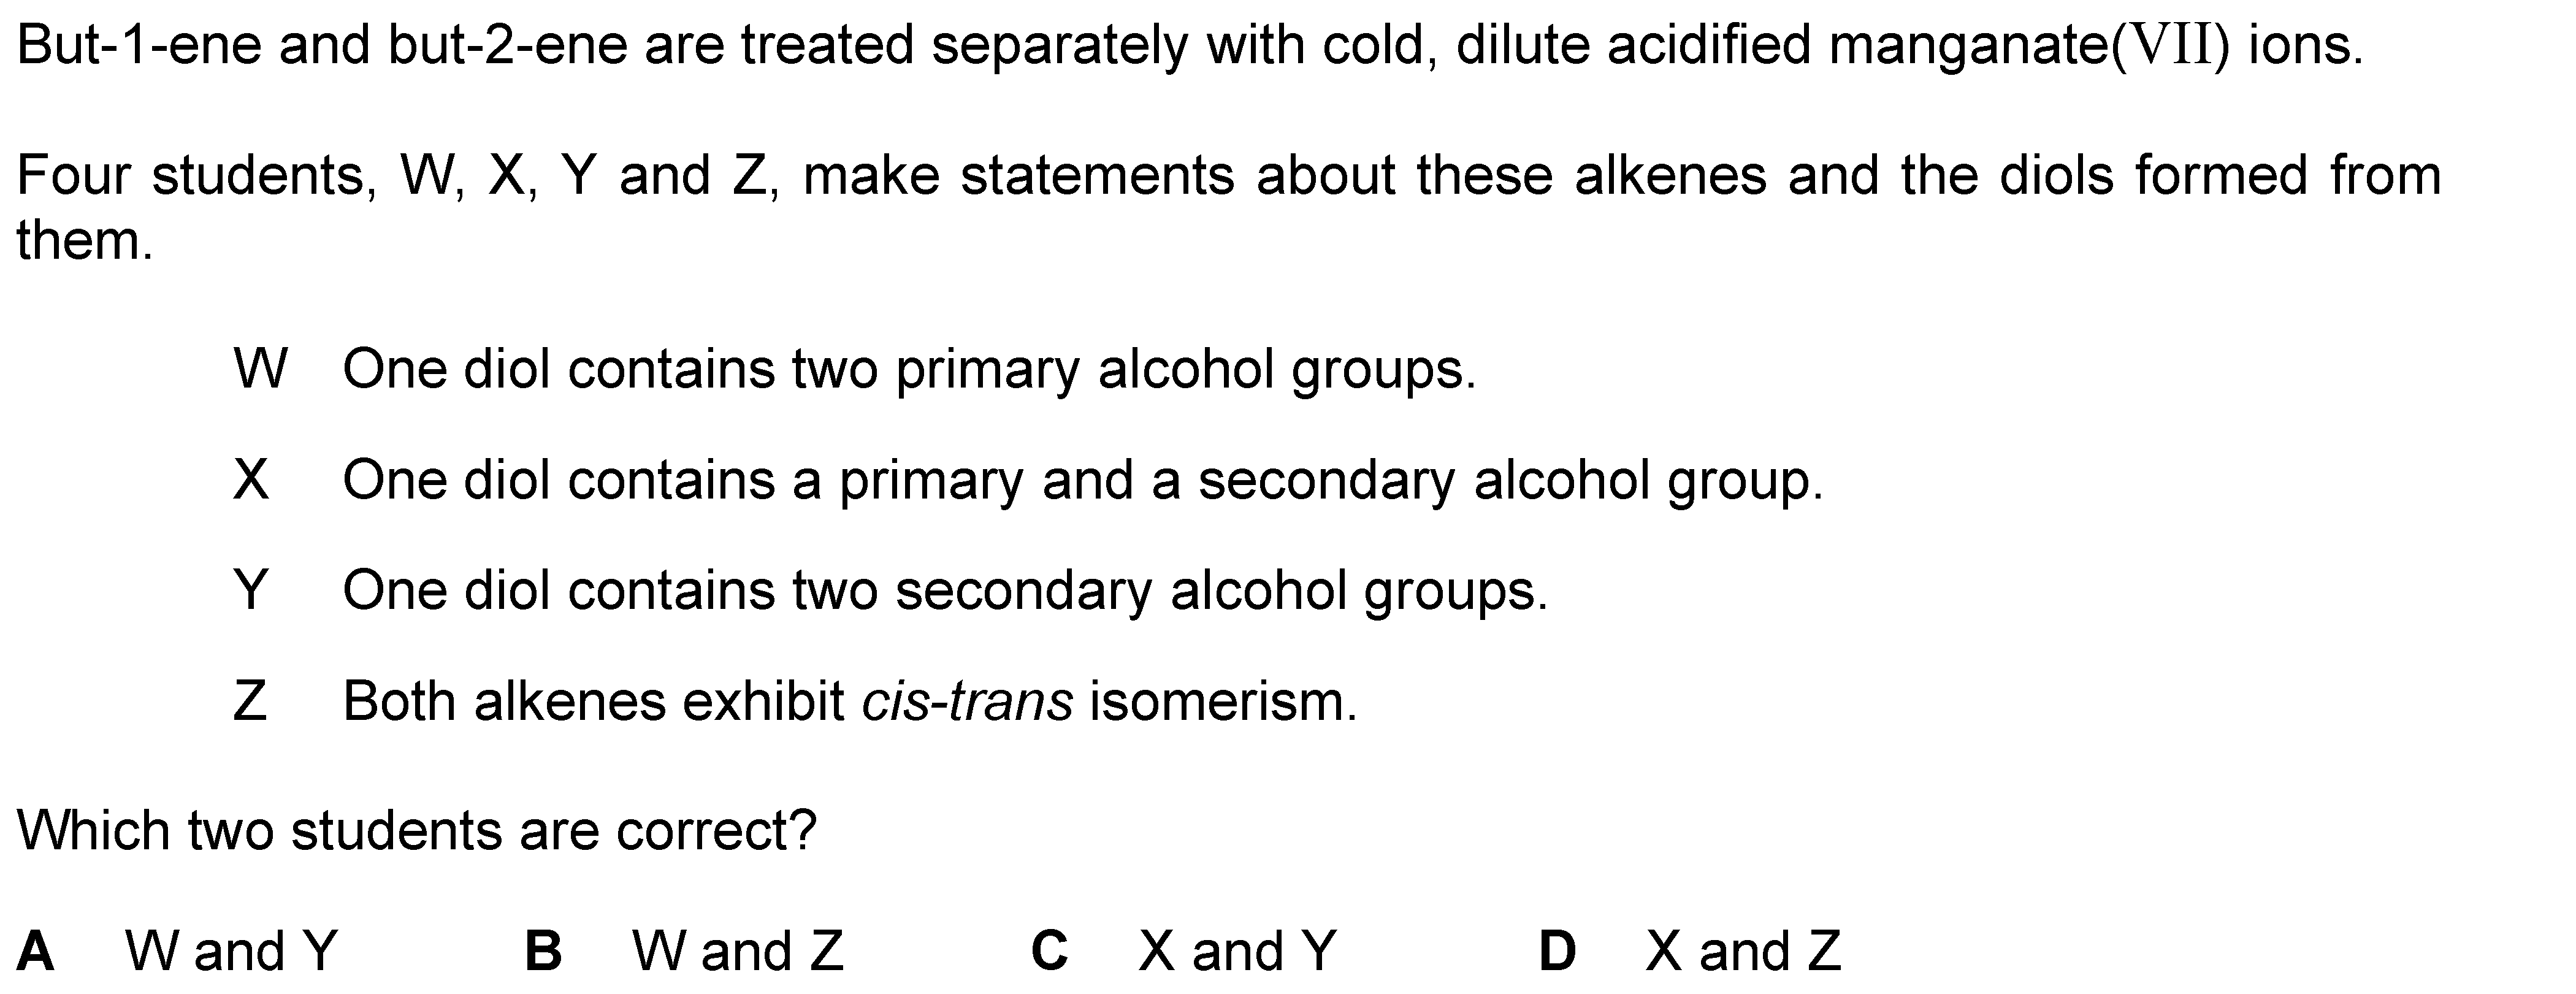 But-1-ene and but-2-ene are treated separately with cold, dilute acidified manganate(VII) ions.
Four students, W, X, Y and Z, make statements about these alkenes and the diols formed from
them.
W One diol contains two primary alcohol groups.
X One diol contains a primary and a secondary alcohol group.
Y One diol contains two secondary alcohol groups.
Z Both alkenes exhibit cis-trans isomerism.
Which two students are correct?
A W and Y B W and Z C X and Y D X and Z